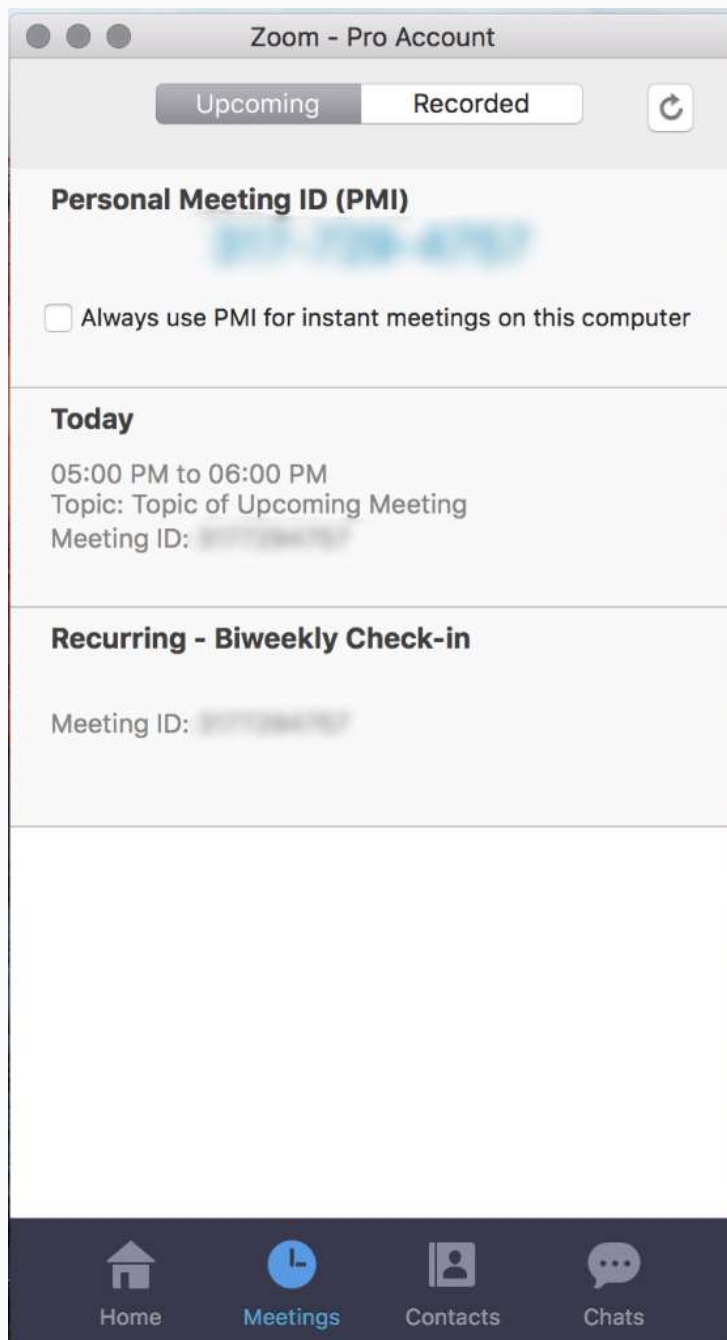 Zoom - Pro Account
Upcoming Recorded
Personal Meeting ID (PMI)
Always use PMI for instant meetings on this computer
Today
05:00 PM to 06:00 PM
Topic: Topic of Upcoming Meeting
Meeting ID:
Recurring - Biweekly Check-in
Meeting ID:
Home Meetings Contacts Chats